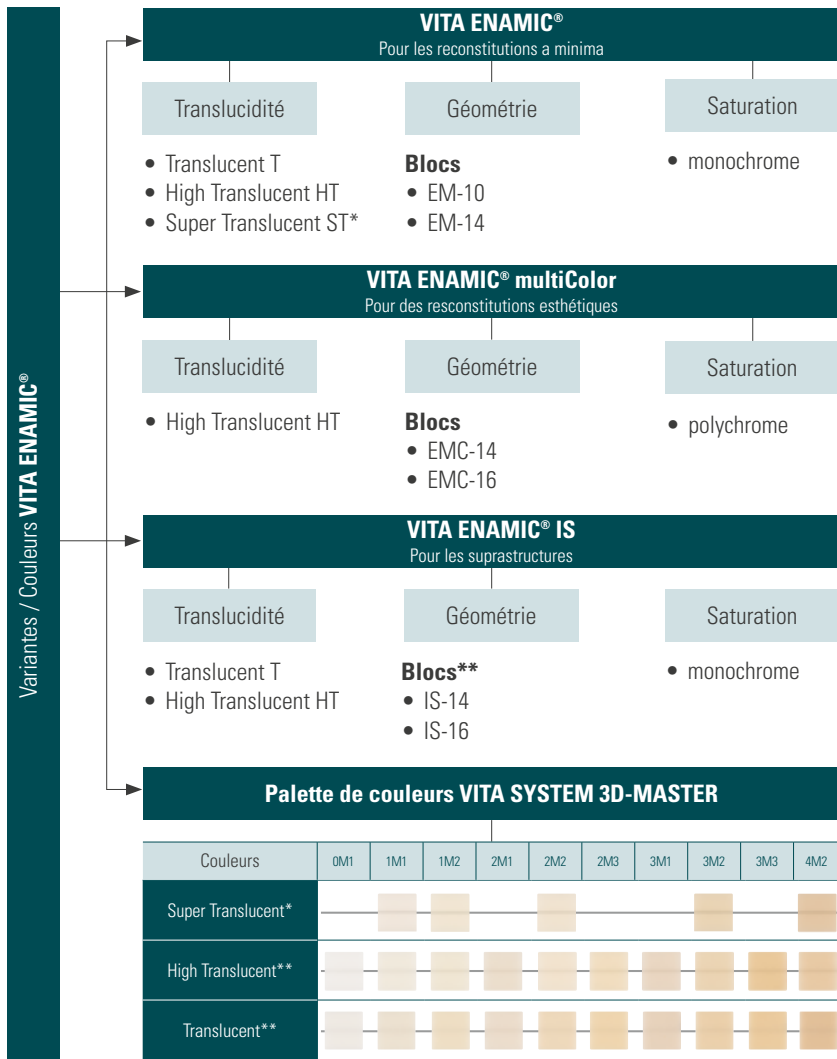 Variantes / Couleurs VITA ENAMIC®
VITA ENAMIC®
Pour les reconstitutions a minima
Translucidité
Géométrie
Saturation
• Translucent T
• High Translucent HT
• Super Translucent ST*
Blocs
• EM-10
• EM-14
• monochrome
VITA ENAMIC® multiColor
Pour des resconstitutions esthétiques
Translucidité
Géométrie
Saturation
• High Translucent HT
Blocs
• EMC-14
• EMC-16
• polychrome
VITA ENAMIC® IS
Pour les suprastructures
Translucidité
Géométrie
Saturation
• Translucent T
• High Translucent HT
Blocs**
• IS-14
• IS-16
• monochrome
Palette de couleurs VITA SYSTEM 3D-MASTER
Couleurs 0M1 1M1 1M2 2M1 2M2 2M3 3M1 3M2 3M3 4M2
Super Translucent*
High Translucent**
Translucent**